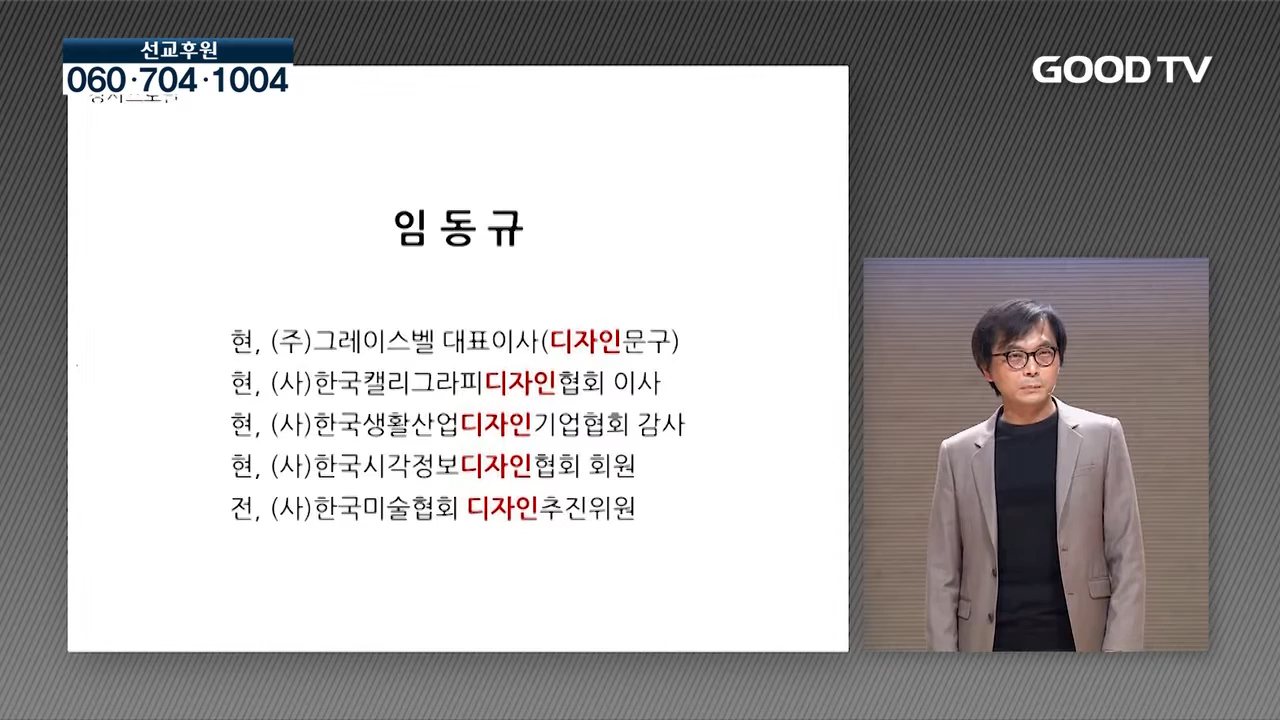 선교후원
060·704·1004
GOOD TV
임동규
현, (주)그레이스벨 대표이사(디자인문구)
현, (사)한국캘리그라피디자인협회 이사
현, (사)한국생활산업디자인기업협회 감사
현, (사)한국시각정보디자인협회 회원
전, (사)한국미술협회 디자인추진위원